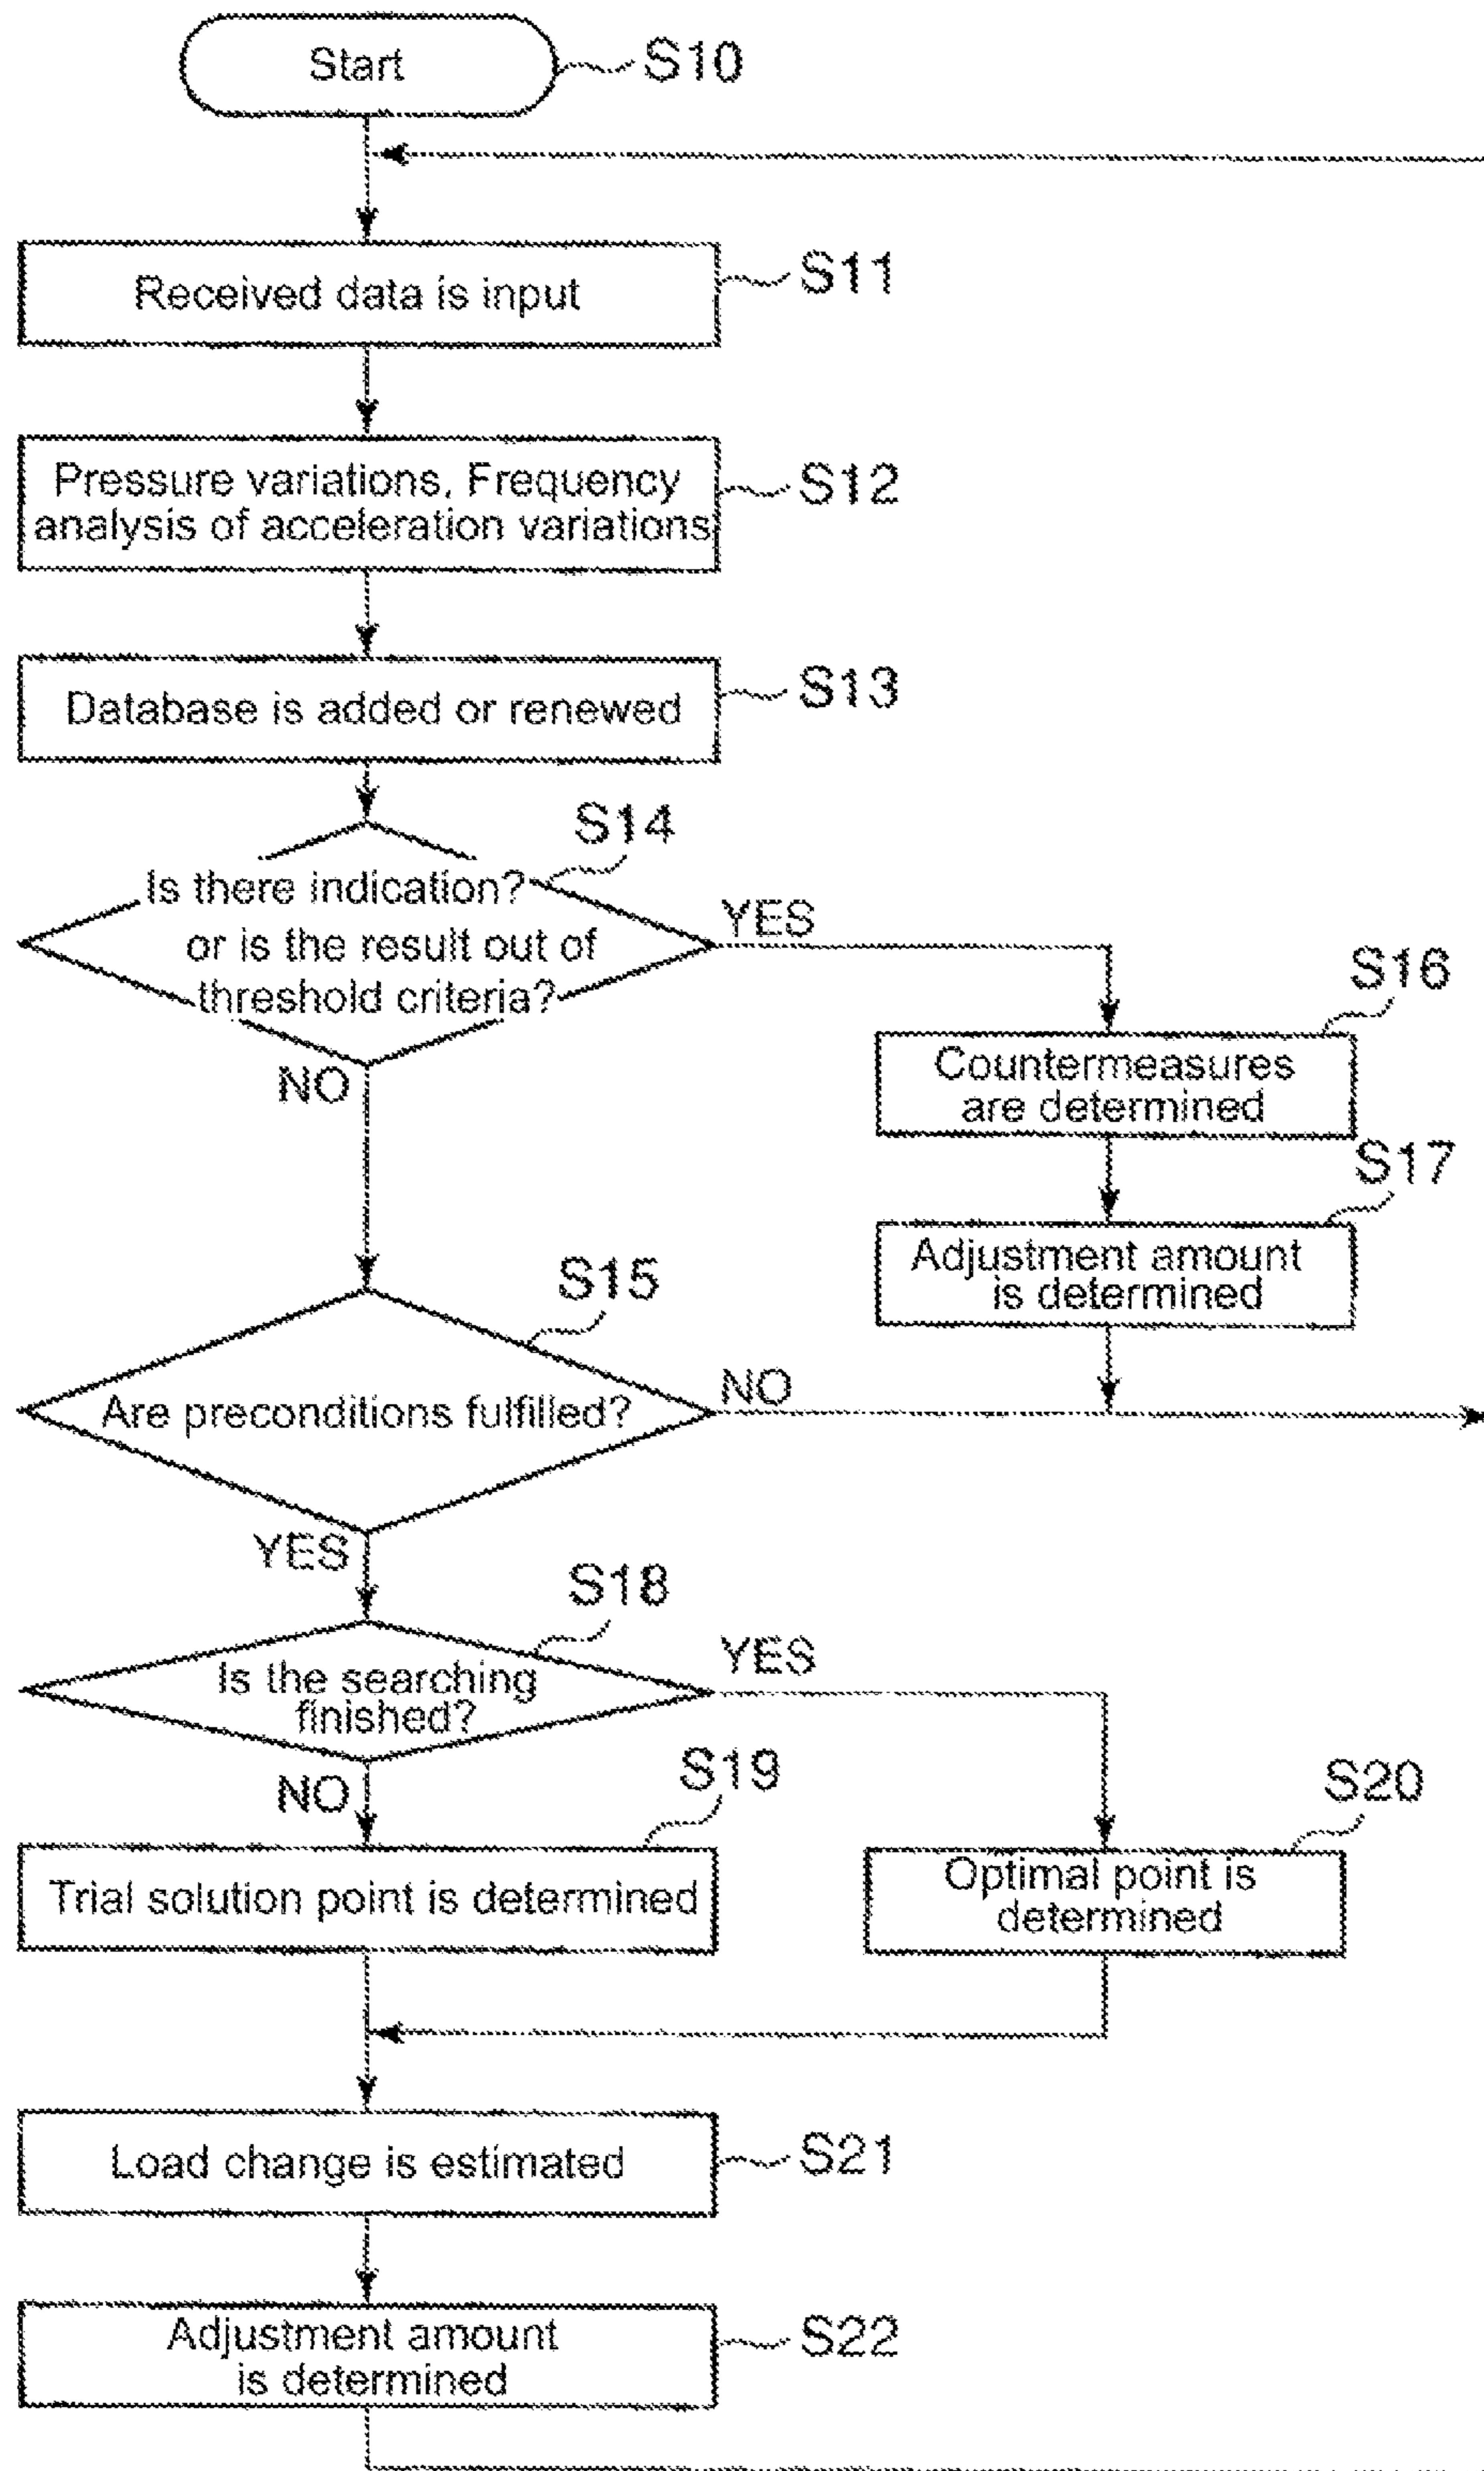 Start
S10
Received data is input
S11
Pressure variations, Frequency
analysis of acceleration variations
S12
Database is added or renewed
S13
S14
Is there indication?
or is the result out of
threshold criteria?
YES
NO
S16
Countermeasures
are determined
S17
Adjustment amount
is determined
S15
Are preconditions fulfilled?
NO
YES
S18
Is the searching
finished?
YES
NO
S19
Trial solution point is determined
S20
Optimal point is
determined
Load change is estimated
S21
Adjustment amount
is determined
S22